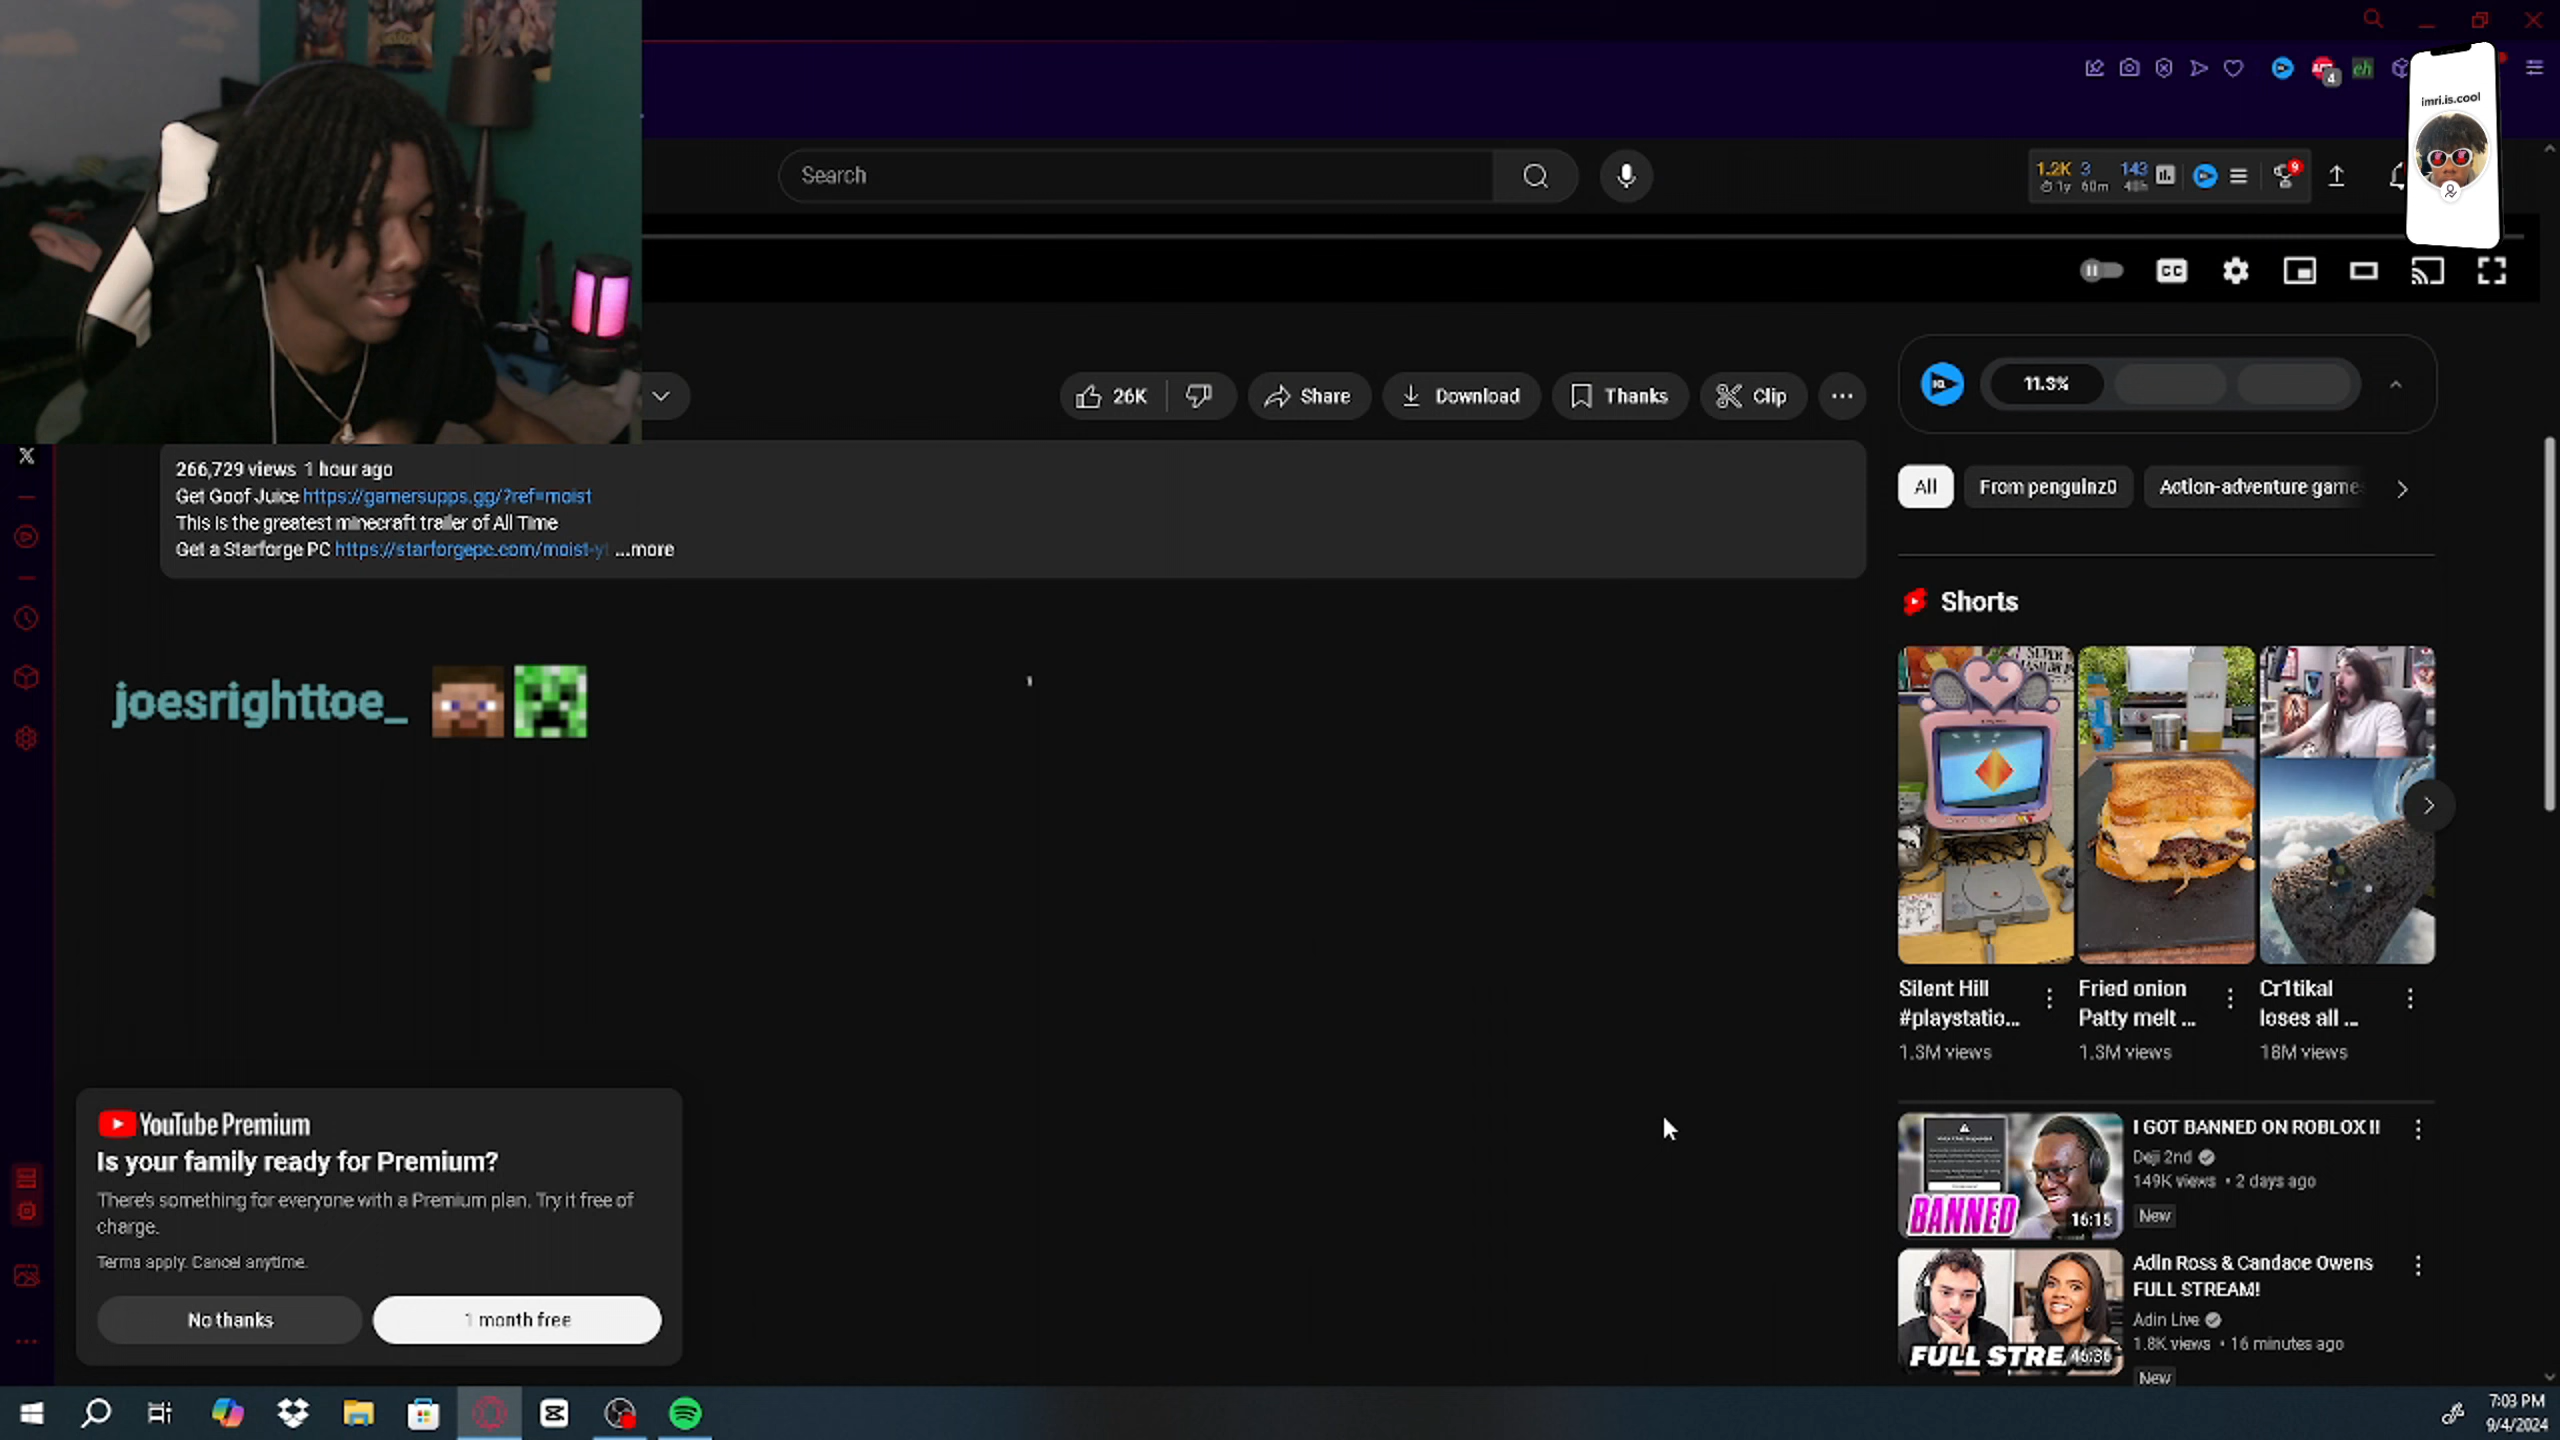 imri.is.cool
4
Search
1.2K 3 143
1y 60m 48h
9
CC
26K
Share
Download
Thanks
Clip
IQ
11.3%
266,729 views 1 hour ago
Get Goof Juice https://gamersupps.gg/?ref=moist
This is the greatest minecraft trailer of All Time
Get a Starforge PC https://starforgepc.com/moist-yt ...more
All
From penguinz0
Action-adventure games
Shorts
joesrighttoe_
Silent Hill
#playstatio...
1.3M views
Fried onion
Patty melt ...
1.3M views
Cr1tikal
loses all ...
18M views
YouTube Premium
Is your family ready for Premium?
There's something for everyone with a Premium plan. Try it free of
charge.
Terms apply. Cancel anytime.
No thanks
1 month free
BANNED
16:15
I GOT BANNED ON ROBLOX !!
Deji 2nd
149K views • 2 days ago
New
FULL STREA
46:36
Adin Ross & Candace Owens
FULL STREAM!
Adin Live
1.8K views • 16 minutes ago
New
7:03 PM
9/4/2024